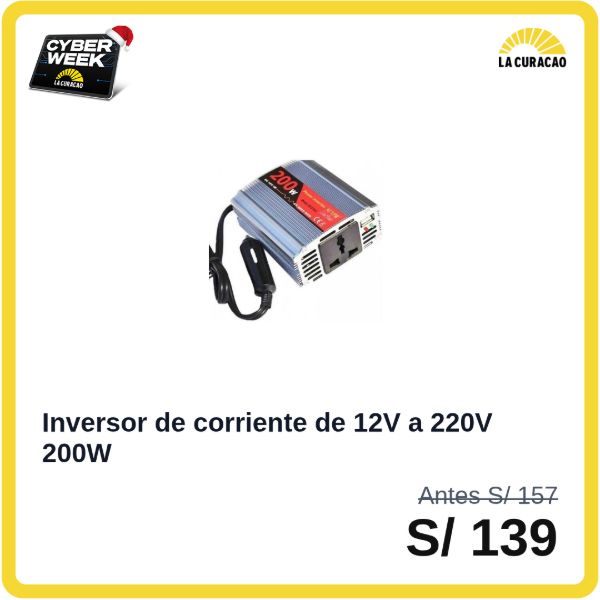 CYBER
WEEK
LA CURACAO
LA CURACAO
200W
Inversor de corriente de 12V a 220V
200W
Antes S/ 157
S/ 139